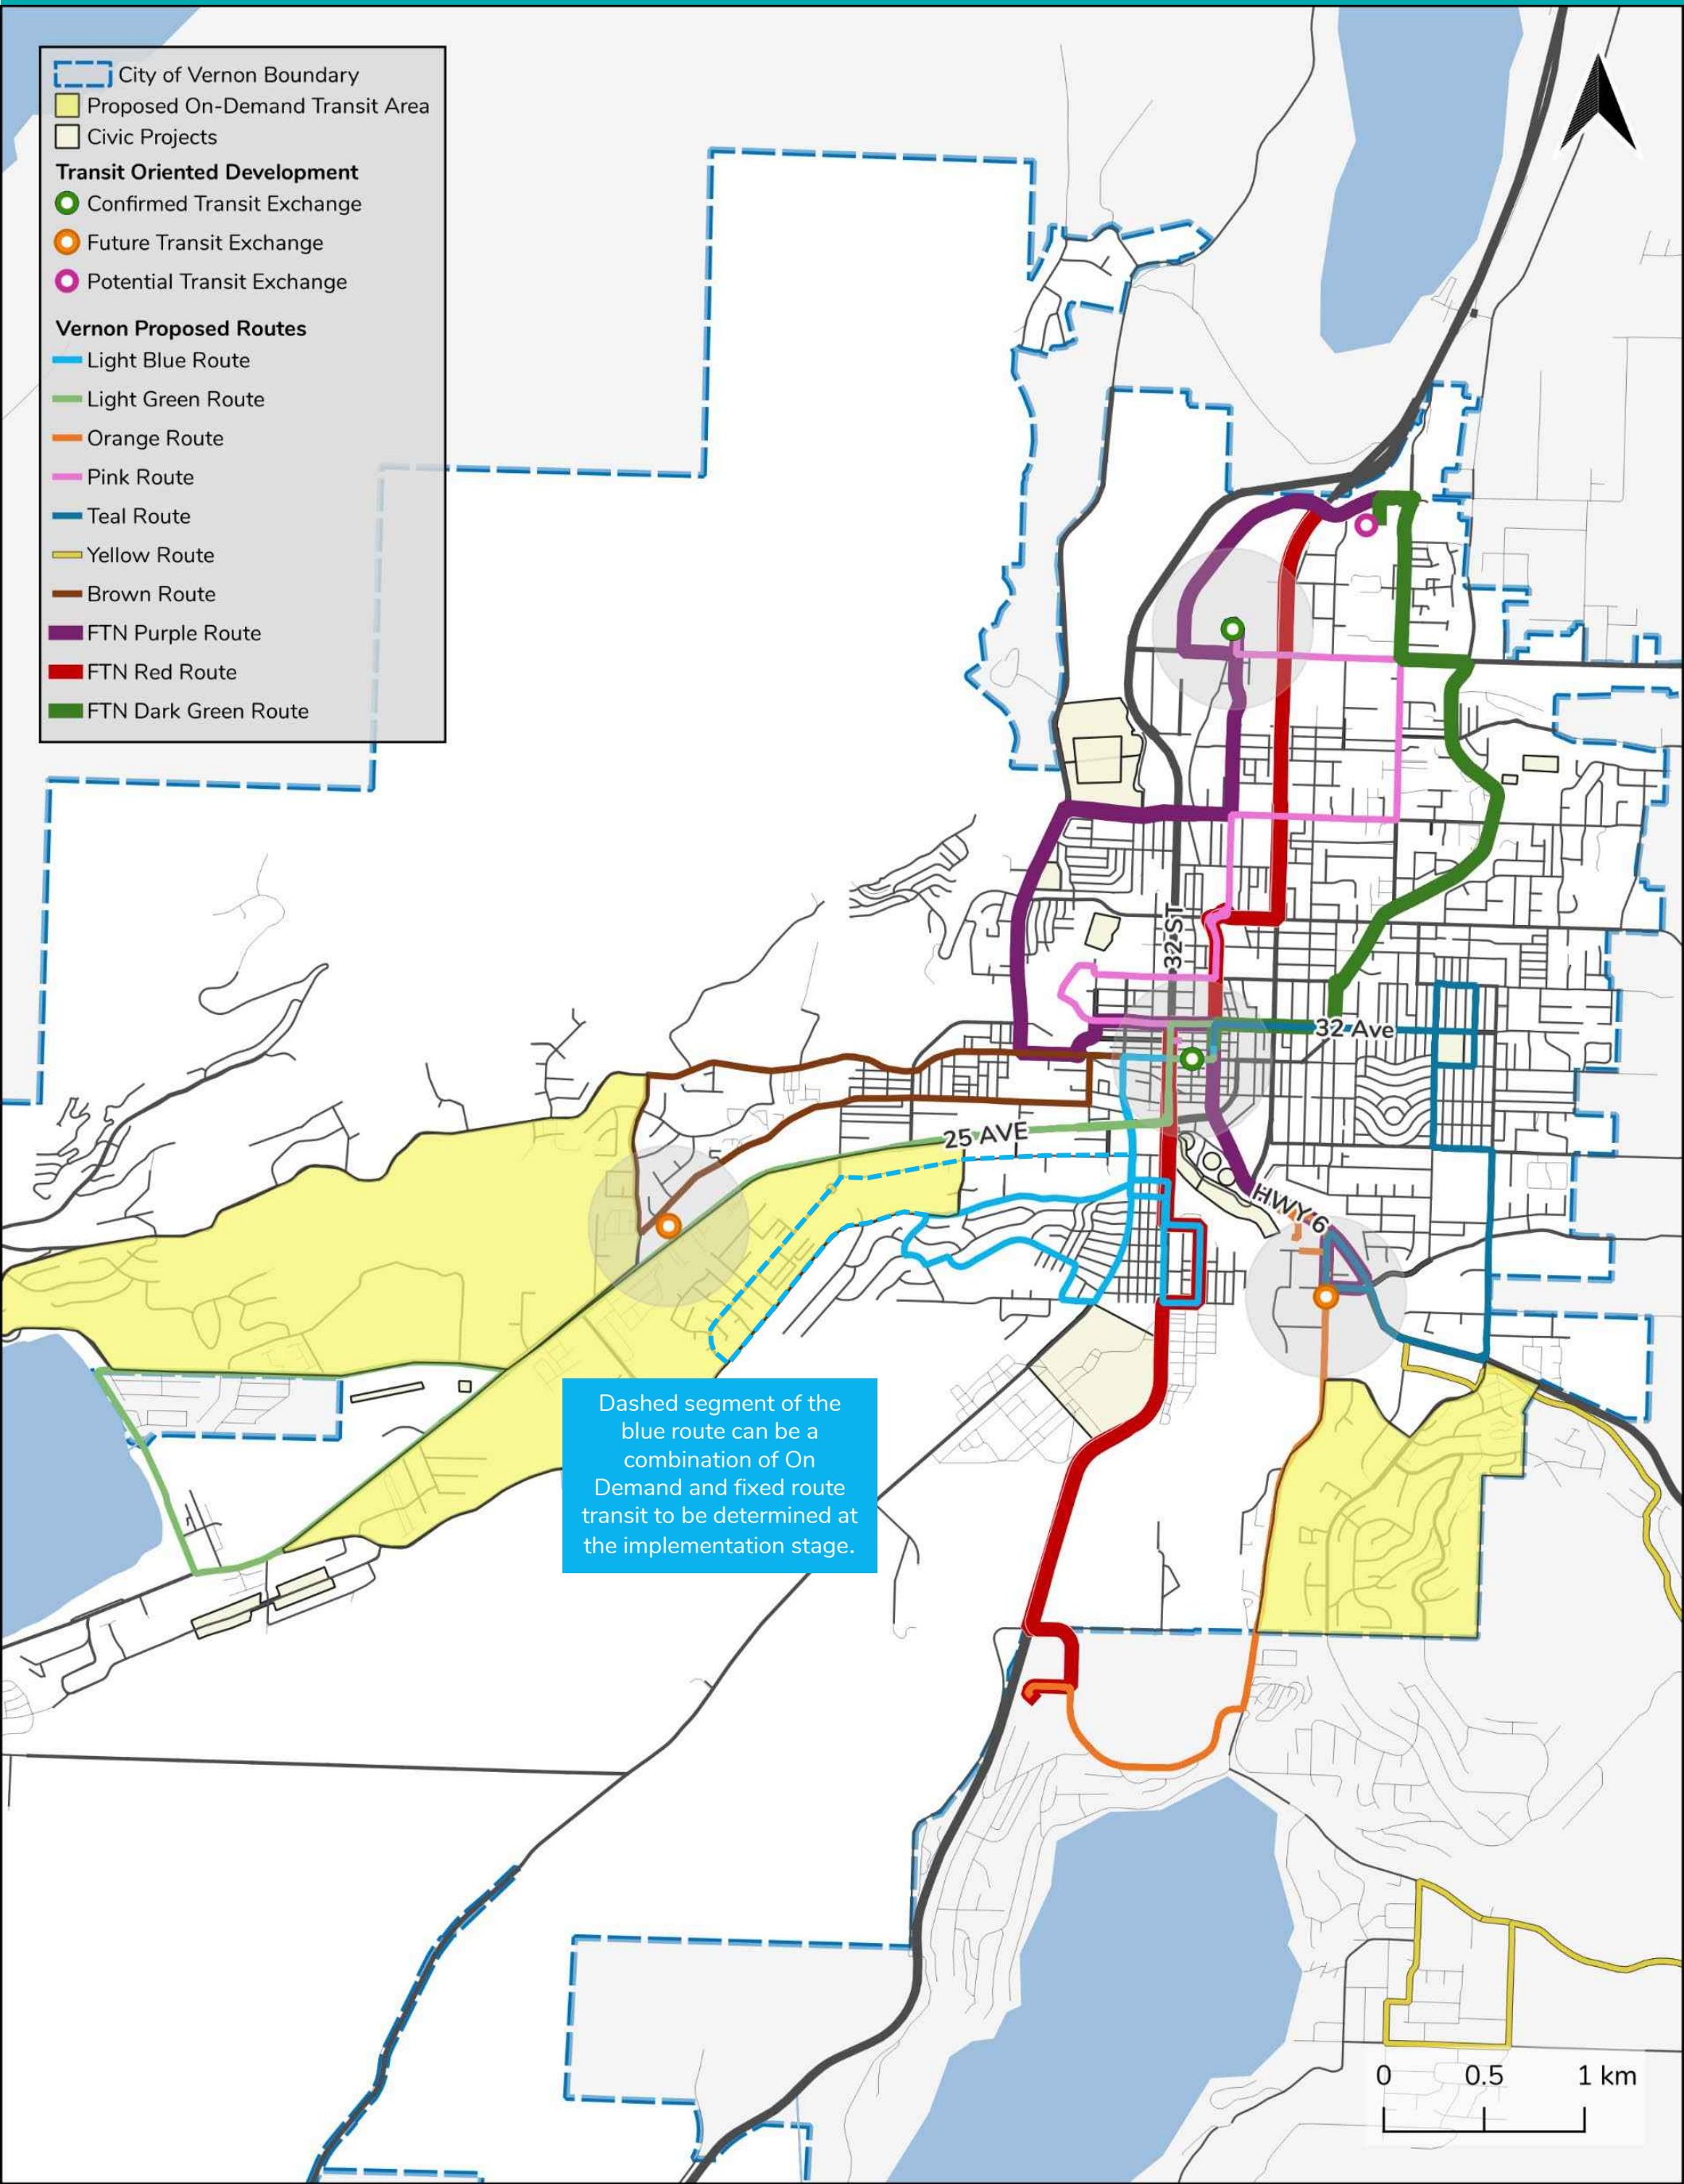 City of Vernon Boundary
Proposed On-Demand Transit Area
Civic Projects
Transit Oriented Development
Confirmed Transit Exchange
Future Transit Exchange
Potential Transit Exchange
Vernon Proposed Routes
Light Blue Route
Light Green Route
Orange Route
Pink Route
Teal Route
Yellow Route
Brown Route
FTN Purple Route
FTN Red Route
FTN Dark Green Route
32 ST
32 Ave
25 AVE
HWY 6
Dashed segment of the
blue route can be a
combination of On
Demand and fixed route
transit to be determined at
the implementation stage.
0 0.5 1 km